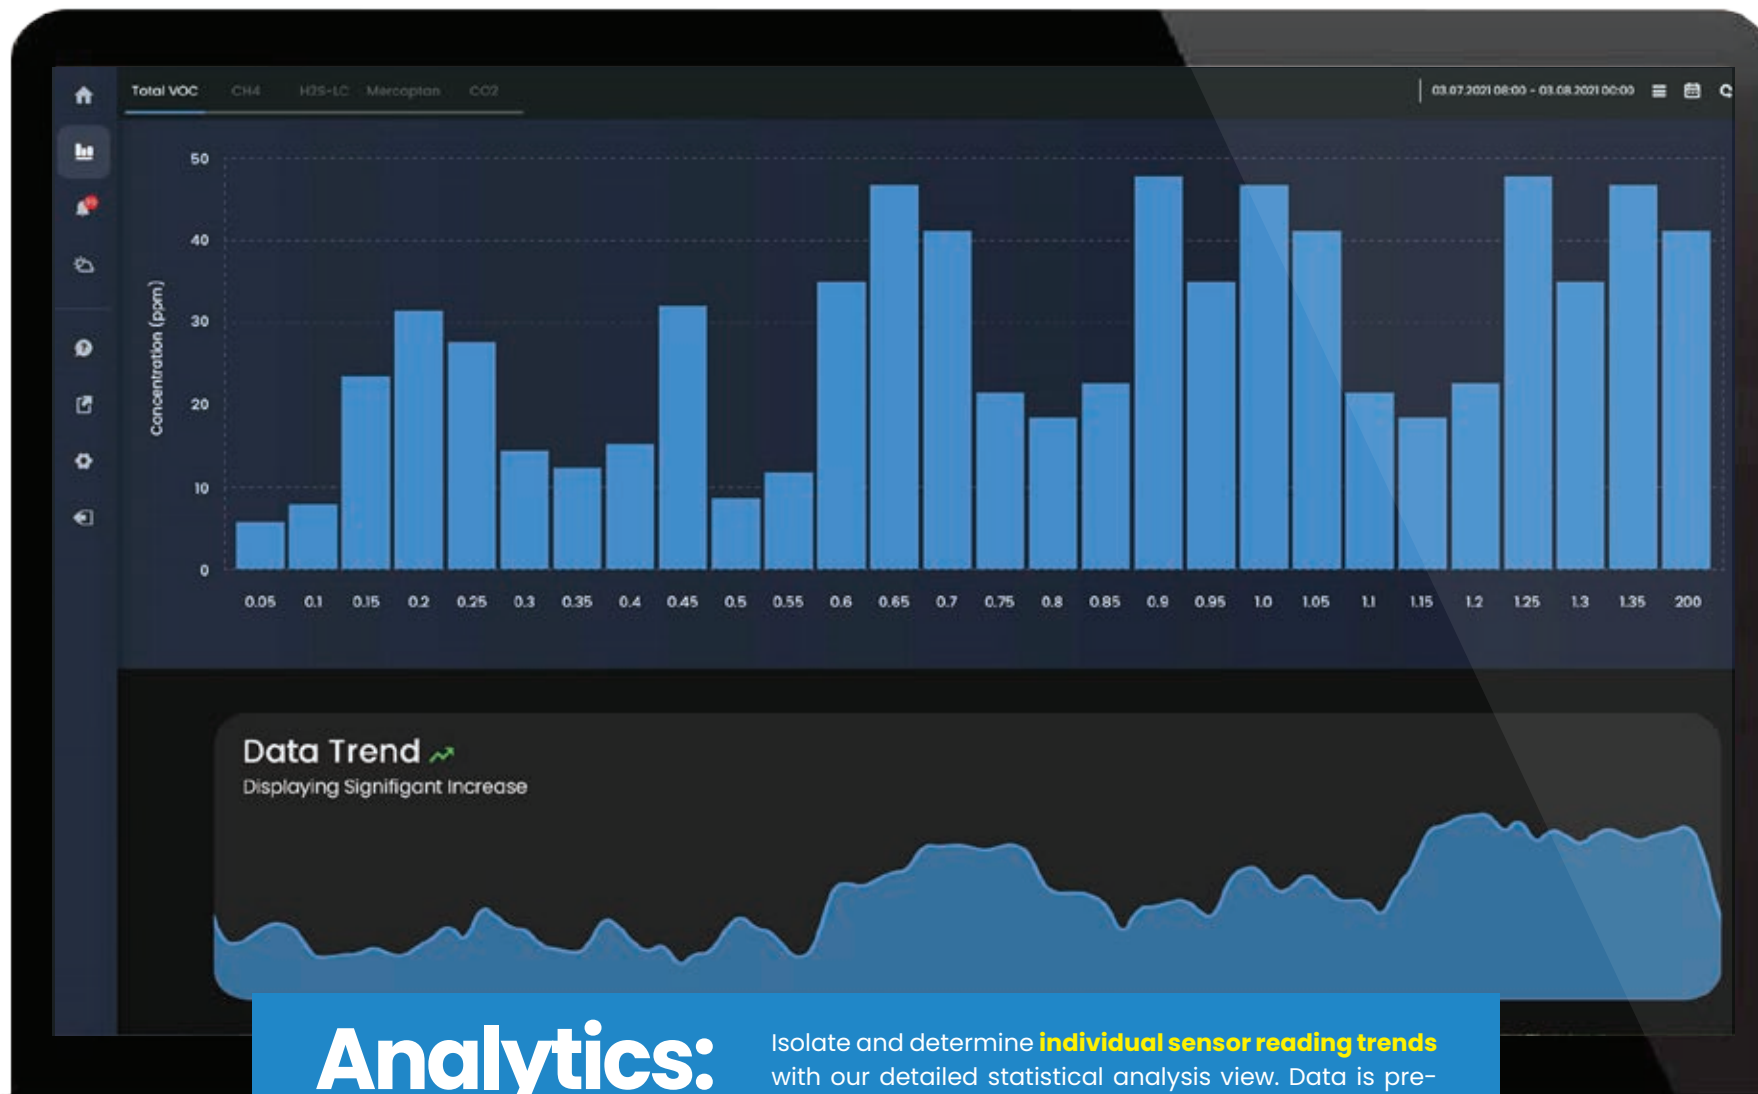 Total VOC CH4 H2S-LC Mercaptan CO2
03.07.2021 08:00 - 03.08.2021 00:00
50
40
30
20
10
0
Concentration (ppm)
0.05 0.1 0.15 0.2 0.25 0.3 0.35 0.4 0.45 0.5 0.55 0.6 0.65 0.7 0.75 0.8 0.85 0.9 0.95 1.0 1.05 1.1 1.15 1.2 1.25 1.3 1.35 200
Data Trend
Displaying Signifigant Increase
Analytics:
Isolate and determine individual sensor reading trends
with our detailed statistical analysis view. Data is pre-